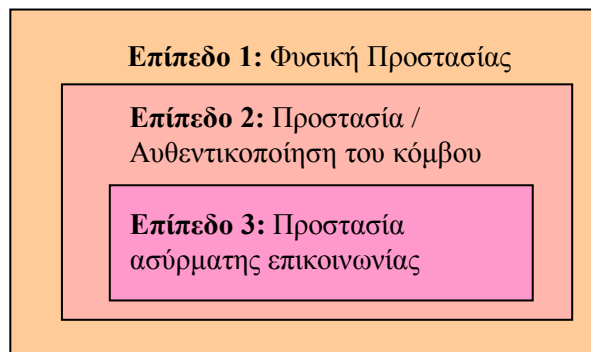 Επίπεδο 1: Φυσική Προστασίας
Επίπεδο 2: Προστασία /
Αυθεντικοποίηση του κόμβου
Επίπεδο 3: Προστασία
ασύρματης επικοινωνίας